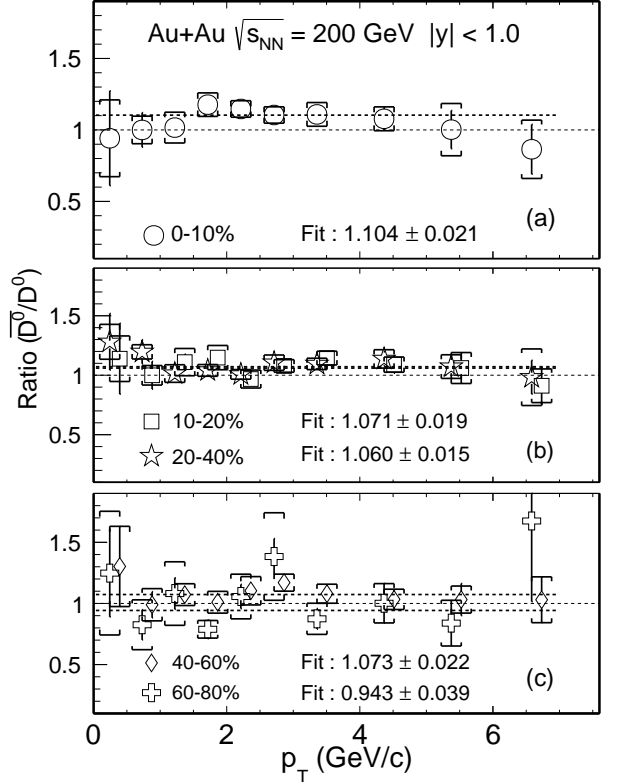 Au+Au √s_NN = 200 GeV |y| < 1.0
1.5
1
0.5
0-10%
Fit : 1.104 ± 0.021
(a)
Ratio (D̅⁰/D⁰)
1.5
1
0.5
10-20%
Fit : 1.071 ± 0.019
20-40%
Fit : 1.060 ± 0.015
(b)
1.5
1
0.5
40-60%
Fit : 1.073 ± 0.022
60-80%
Fit : 0.943 ± 0.039
(c)
0 2 4 6
p_T (GeV/c)